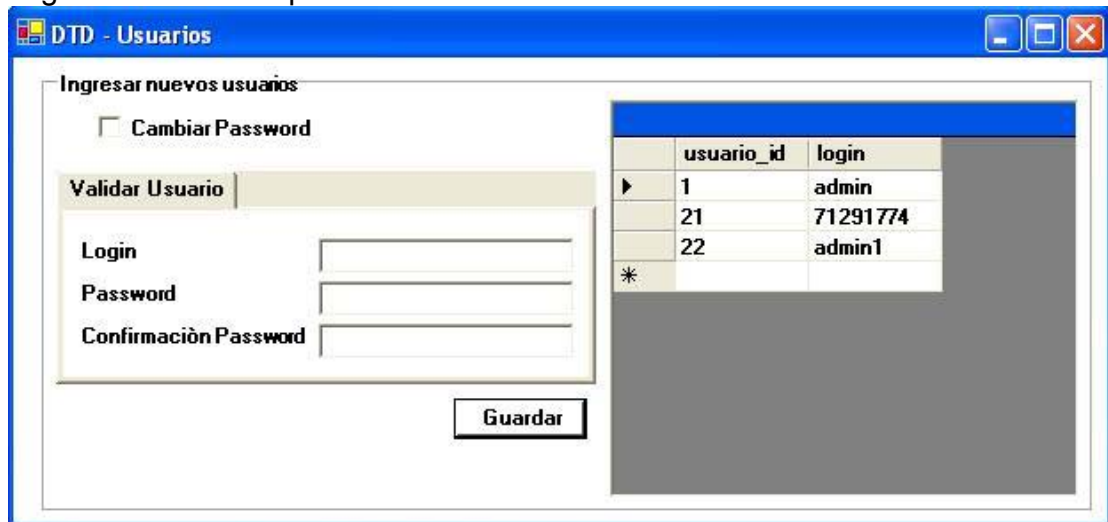 DTD - Usuarios
Ingresar nuevos usuarios
Cambiar Password
Validar Usuario
Login
Password
Confirmaciòn Password
Guardar
usuario_id login
1 admin
21 71291774
22 admin1